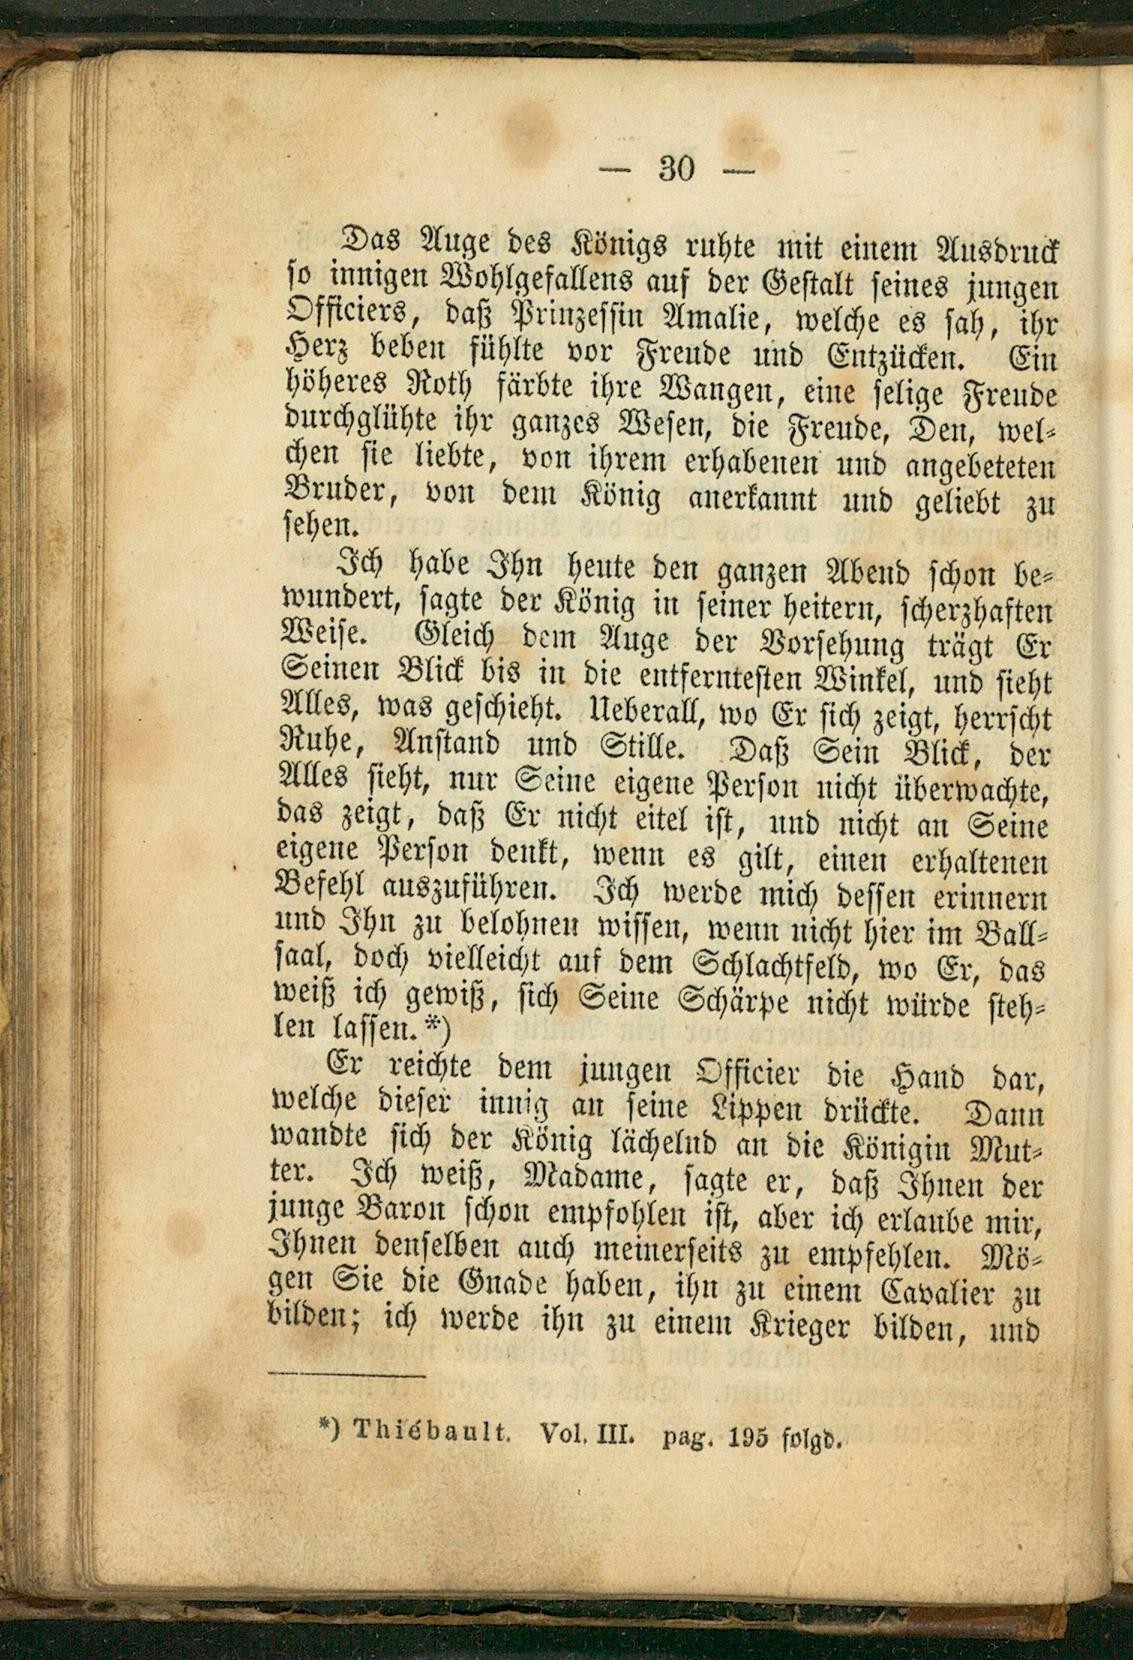 — 30 —
Das Auge des Königs ruhte mit einem Ausdruck
so innigen Wohlgefallens auf der Gestalt seines jungen
Officiers, daß Prinzessin Amalie, welche es sah, ihr
Herz beben fühlte vor Freude und Entzücken. Ein
höheres Roth färbte ihre Wangen, eine selige Freude
durchglühte ihr ganzes Wesen, die Freude, Den, wel-
chen sie liebte, von ihrem erhabenen und angebeteten
Bruder, von dem König anerkannt und geliebt zu
sehen.
Ich habe Ihn heute den ganzen Abend schon be-
wundert, sagte der König in seiner heitern, scherzhaften
Weise. Gleich dem Auge der Vorsehung trägt Er
Seinen Blick bis in die entferntesten Winkel, und sieht
Alles, was geschieht. Ueberall, wo Er sich zeigt, herrscht
Ruhe, Anstand und Stille. Daß Sein Blick, der
Alles sieht, nur Seine eigene Person nicht überwachte,
das zeigt, daß Er nicht eitel ist, und nicht an Seine
eigene Person denkt, wenn es gilt, einen erhaltenen
Befehl auszuführen. Ich werde mich dessen erinnern
und Ihn zu belohnen wissen, wenn nicht hier im Ball-
saal, doch vielleicht auf dem Schlachtfeld, wo Er, das
weiß ich gewiß, sich Seine Schärpe nicht würde steh-
len lassen.*)
Er reichte dem jungen Officier die Hand dar,
welche dieser innig an seine Lippen drückte. Dann
wandte sich der König lächelnd an die Königin Mut-
ter. Ich weiß, Madame, sagte er, daß Ihnen der
junge Baron schon empfohlen ist, aber ich erlaube mir,
Ihnen denselben auch meinerseits zu empfehlen. Mö-
gen Sie die Gnade haben, ihn zu einem Cavalier zu
bilden; ich werde ihn zu einem Krieger bilden, und
*) Thiébault. Vol. III. pag. 195 folgd.